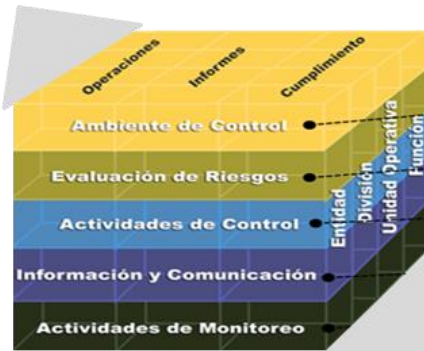 Operaciones
Informes
Cumplimiento
Ambiente de Control
Evaluación de Riesgos
Actividades de Control
Información y Comunicación
Actividades de Monitoreo
Entidad
División
Unidad Operativa
Función